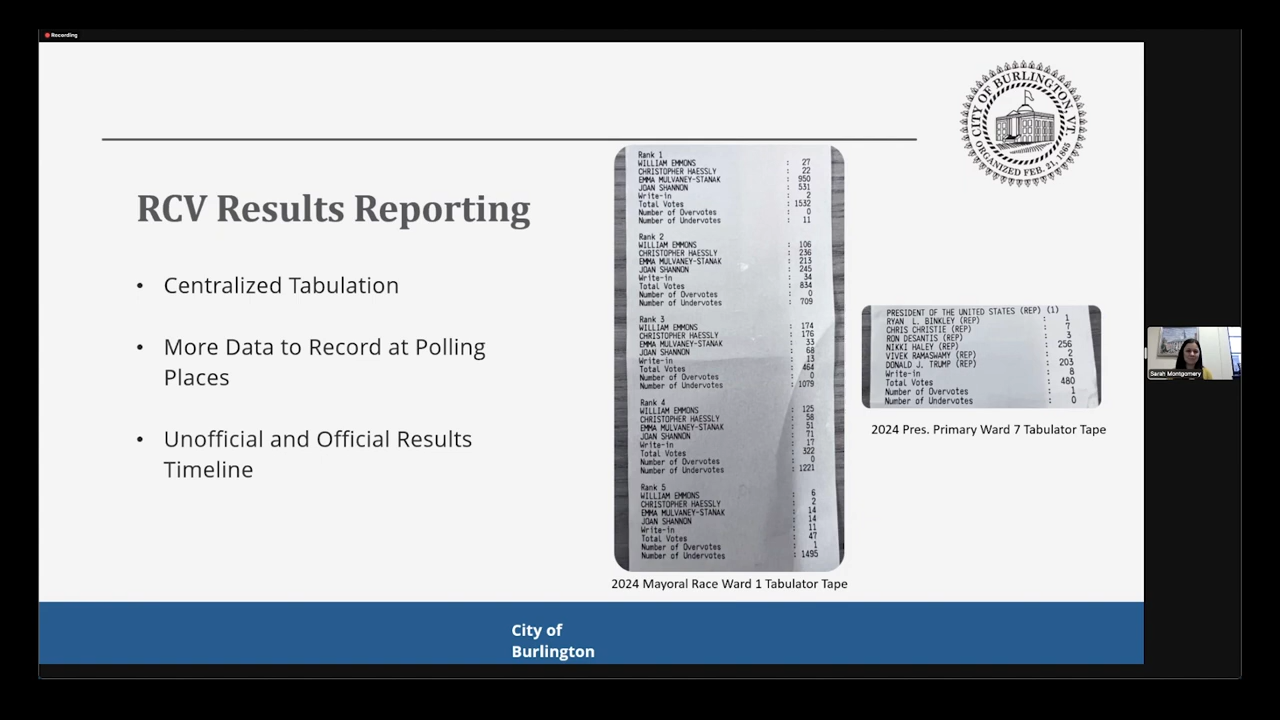 Recording
CITY OF BURLINGTON, VT.
ORGANIZED FEB. 21, 1865
RCV Results Reporting
• Centralized Tabulation
• More Data to Record at Polling
Places
• Unofficial and Official Results
Timeline
Rank 1
WILLIAM EMMONS : 27
CHRISTOPHER HAESSLY : 22
EMMA MULVANEY-STANAK : 950
JOAN SHANNON : 531
Write-in : 2
Total Votes : 1532
Number of Overvotes : 0
Number of Undervotes : 11
Rank 2
WILLIAM EMMONS : 106
CHRISTOPHER HAESSLY : 236
EMMA MULVANEY-STANAK : 213
JOAN SHANNON : 245
Write-in : 34
Total Votes : 834
Number of Overvotes : 0
Number of Undervotes : 709
Rank 3
WILLIAM EMMONS : 174
CHRISTOPHER HAESSLY : 176
EMMA MULVANEY-STANAK : 33
JOAN SHANNON : 68
Write-in : 13
Total Votes : 464
Number of Overvotes : 0
Number of Undervotes : 1079
Rank 4
WILLIAM EMMONS : 125
CHRISTOPHER HAESSLY : 58
EMMA MULVANEY-STANAK : 51
JOAN SHANNON : 71
Write-in : 17
Total Votes : 322
Number of Overvotes : 0
Number of Undervotes : 1221
Rank 5
WILLIAM EMMONS : 6
CHRISTOPHER HAESSLY : 2
EMMA MULVANEY-STANAK : 14
JOAN SHANNON : 14
Write-in : 11
Total Votes : 47
Number of Overvotes : 1
Number of Undervotes : 1495
2024 Mayoral Race Ward 1 Tabulator Tape
PRESIDENT OF THE UNITED STATES (REP) (1)
RYAN L. BINKLEY (REP) : 1
CHRIS CHRISTIE (REP) : 7
RON DESANTIS (REP) : 3
NIKKI HALEY (REP) : 256
VIVEK RAMASWAMY (REP) : 2
DONALD J. TRUMP (REP) : 203
Write-in : 8
Total Votes : 480
Number of Overvotes : 1
Number of Undervotes : 0
2024 Pres. Primary Ward 7 Tabulator Tape
Sarah Montgomery
City of
Burlington